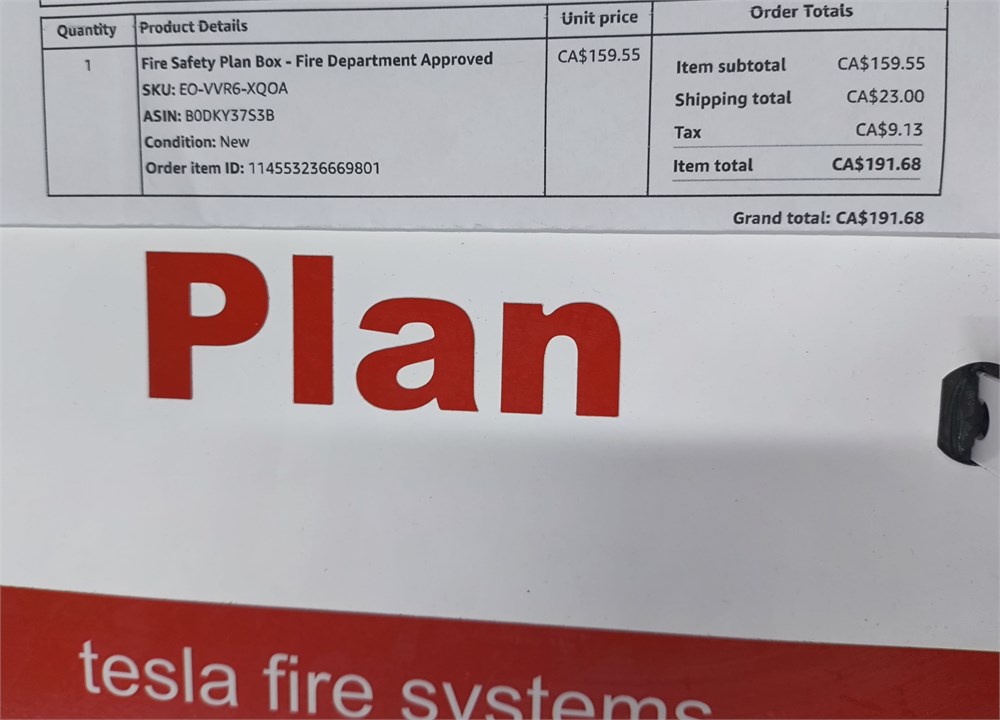 Quantity Product Details Unit price Order Totals
1 Fire Safety Plan Box - Fire Department Approved CA$159.55 Item subtotal CA$159.55
SKU: EO-VVR6-XQOA Shipping total CA$23.00
ASIN: B0DKY37S3B Tax CA$9.13
Condition: New
Order item ID: 114553236669801 Item total CA$191.68
Grand total: CA$191.68
Plan
tesla fire systems